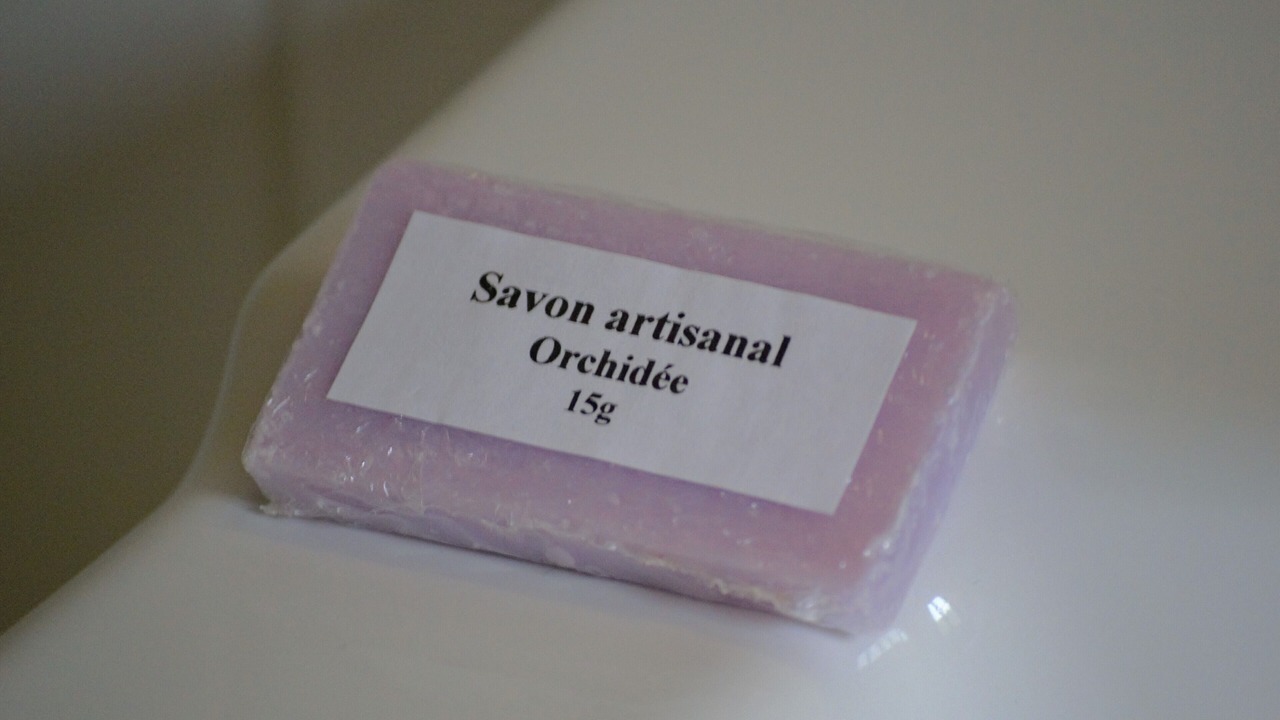 Savon artisanal
Orchidée
15g